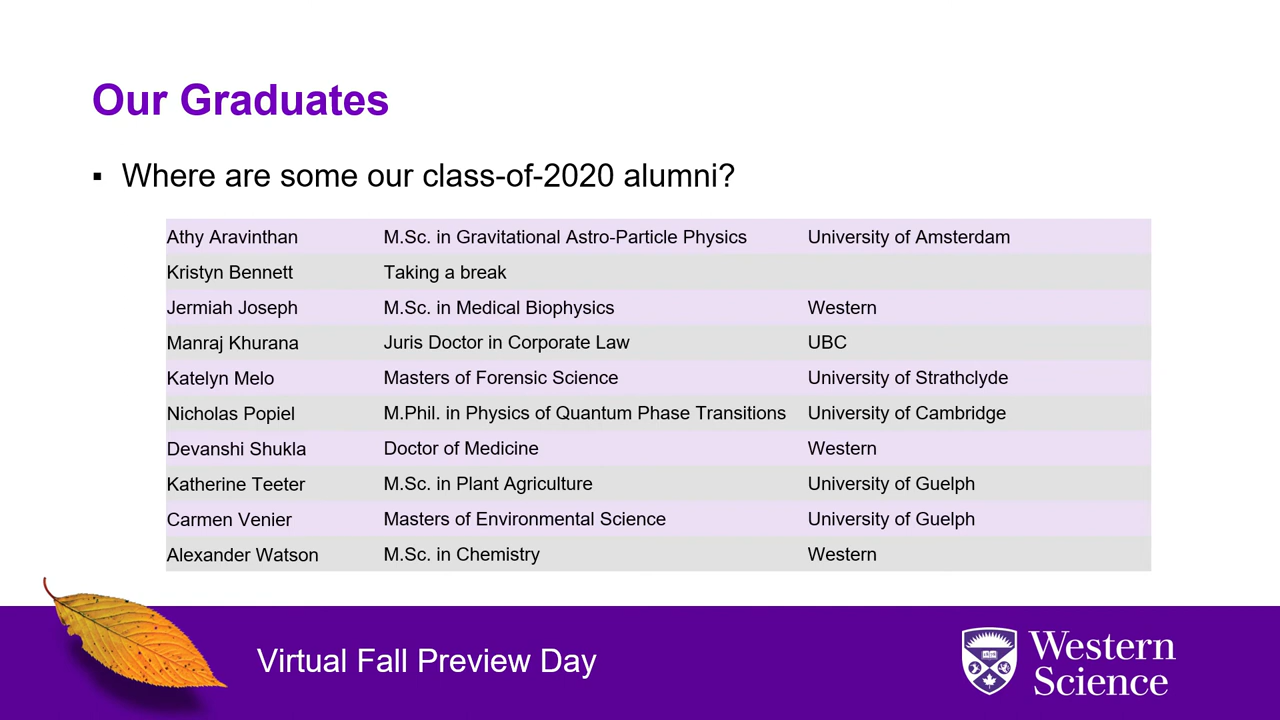 Our Graduates
▪ Where are some our class-of-2020 alumni?
Athy Aravinthan M.Sc. in Gravitational Astro-Particle Physics University of Amsterdam
Kristyn Bennett Taking a break
Jermiah Joseph M.Sc. in Medical Biophysics Western
Manraj Khurana Juris Doctor in Corporate Law UBC
Katelyn Melo Masters of Forensic Science University of Strathclyde
Nicholas Popiel M.Phil. in Physics of Quantum Phase Transitions University of Cambridge
Devanshi Shukla Doctor of Medicine Western
Katherine Teeter M.Sc. in Plant Agriculture University of Guelph
Carmen Venier Masters of Environmental Science University of Guelph
Alexander Watson M.Sc. in Chemistry Western
Virtual Fall Preview Day
Western
Science